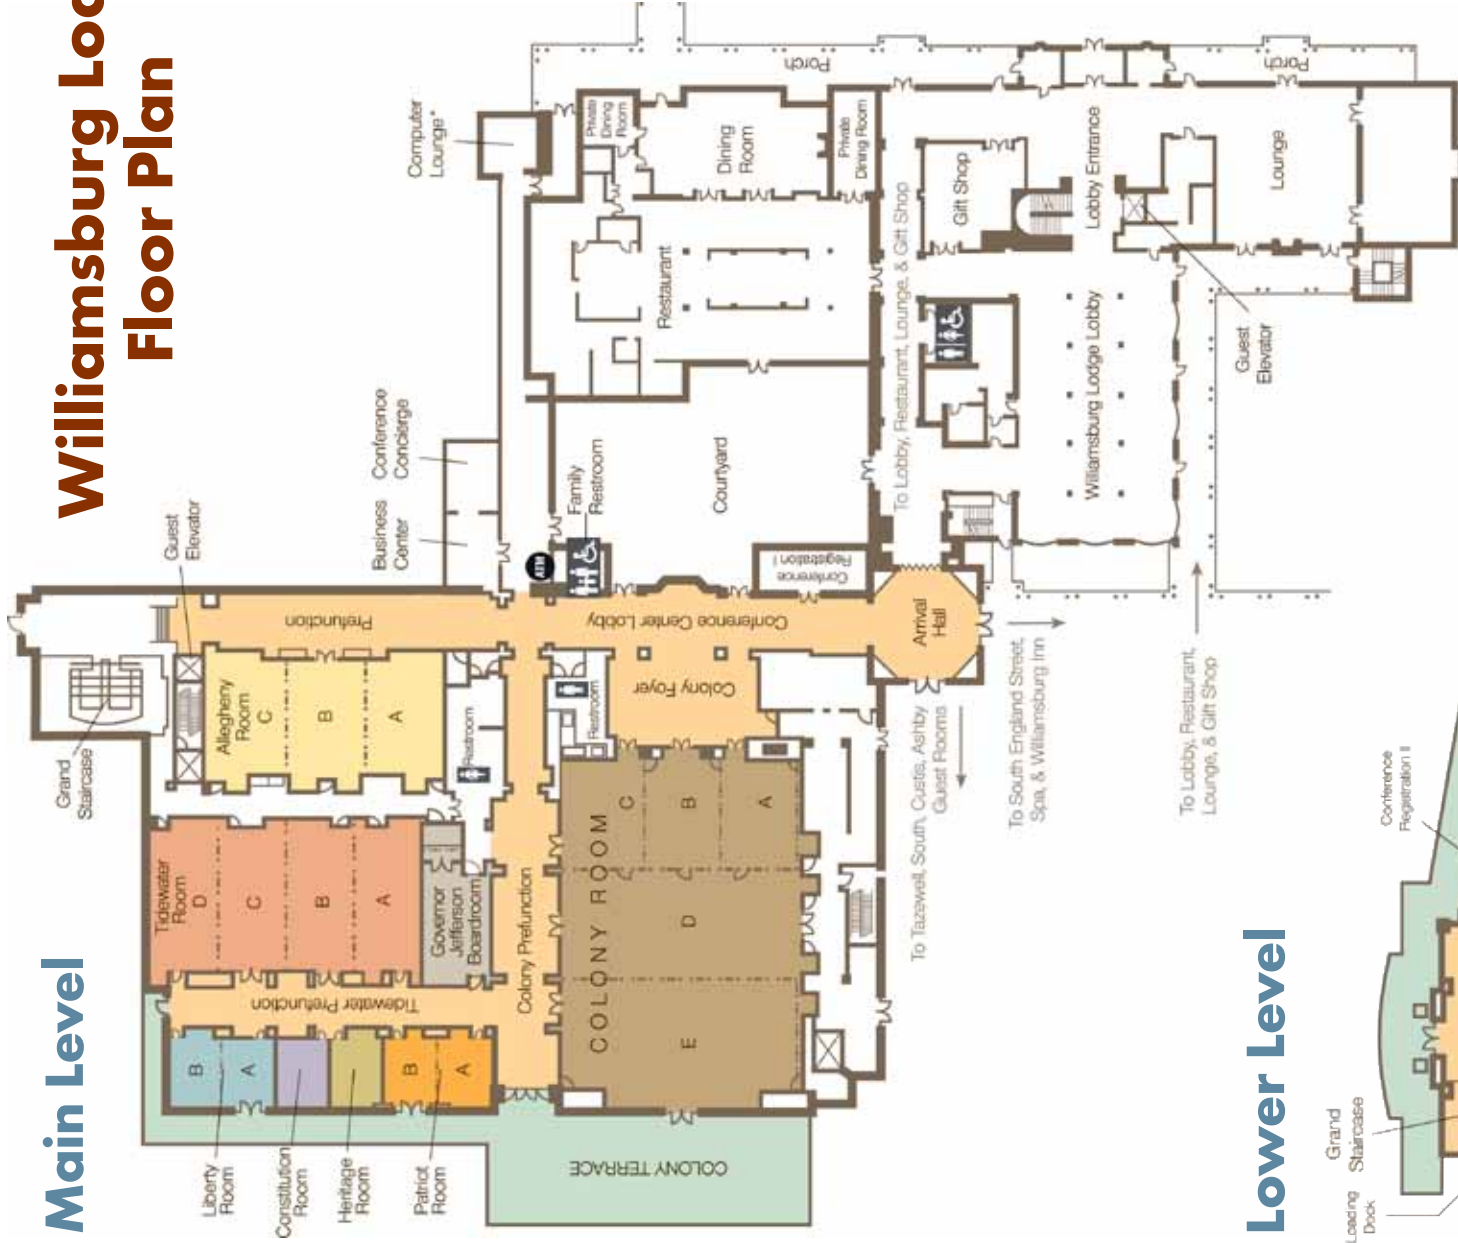 Williamsburg Lod
Floor Plan
Main Level
Grand
Staircase
Guest
Elevator
Business
Center
Conference
Concierge
Computer
Lounge*
Prefunction
Allegheny
Room
C
B
A
Restroom
Tidewater
Room
D
C
B
A
Governor
Jefferson
Boardroom
Tidewater Prefunction
B
A
B
A
Liberty
Room
Constitution
Room
Heritage
Room
Patriot
Room
Colony Prefunction
COLONY ROOM
C
B
A
D
E
COLONY TERRACE
Restroom
Colony Foyer
Conference Center Lobby
ATM
Family
Restroom
Conference
Registration I
Arrival
Hall
Courtyard
Restaurant
Private
Dining
Room
Dining
Room
Private
Dining Room
Porch
Porch
Gift Shop
Lobby Entrance
Lounge
Williamsburg Lodge Lobby
Guest
Elevator
To Lobby, Restaurant, Lounge, & Gift Shop
To Tazewell, South, Custis, Ashby
Guest Rooms
To South England Street,
Spa, & Williamsburg Inn
To Lobby, Restaurant,
Lounge, & Gift Shop
Lower Level
Conference
Registration II
Grand
Staircase
Loading
Dock